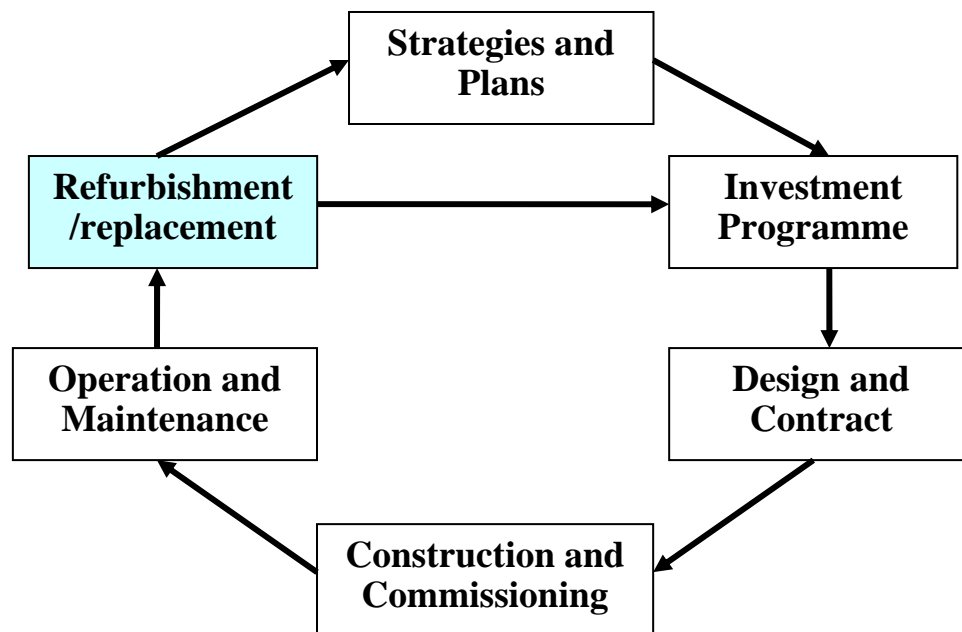 Strategies and
Plans
Refurbishment
/replacement
Investment
Programme
Operation and
Maintenance
Design and
Contract
Construction and
Commissioning